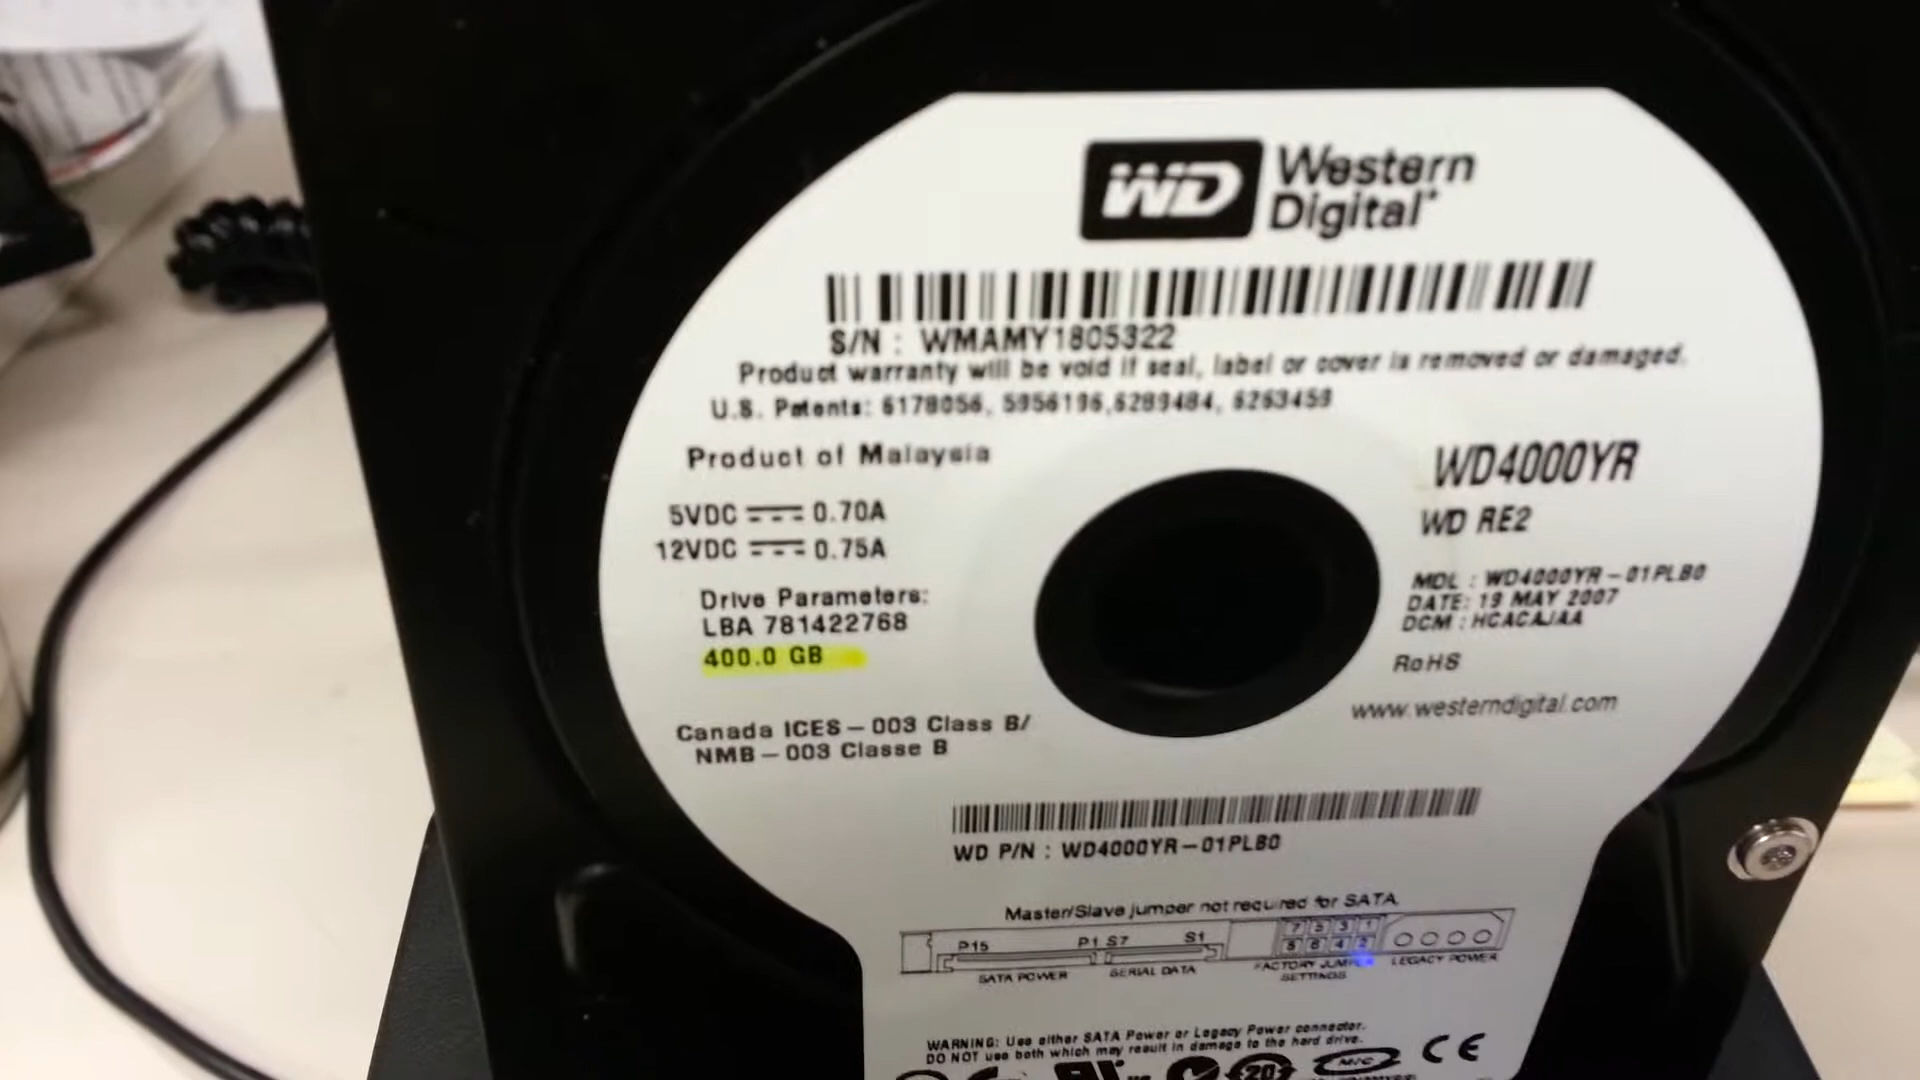 WD Western Digital
S/N : WMAMY1805322
Product warranty will be void if seal, label or cover is removed or damaged.
U.S. Patents: 6178056, 5956196,6289484, 6263459
Product of Malaysia
5VDC 0.70A
12VDC 0.75A
Drive Parameters:
LBA 781422768
400.0 GB
Canada ICES – 003 Class B/
NMB – 003 Classe B
WD4000YR
WD RE2
MDL : WD4000YR – 01PLB0
DATE: 19 MAY 2007
DCM : HCACAJAA
RoHS
www.westerndigital.com
WD P/N : WD4000YR–01PLB0
Master/Slave jumper not required for SATA.
P15 P1 S7 S1
7 5 3 1
8 6 4 2
SATA POWER SERIAL DATA FACTORY JUMPER SETTINGS LEGACY POWER
WARNING: Use either SATA Power or Legacy Power connector.
DO NOT use both which may result in damage to the hard drive.
20
CE